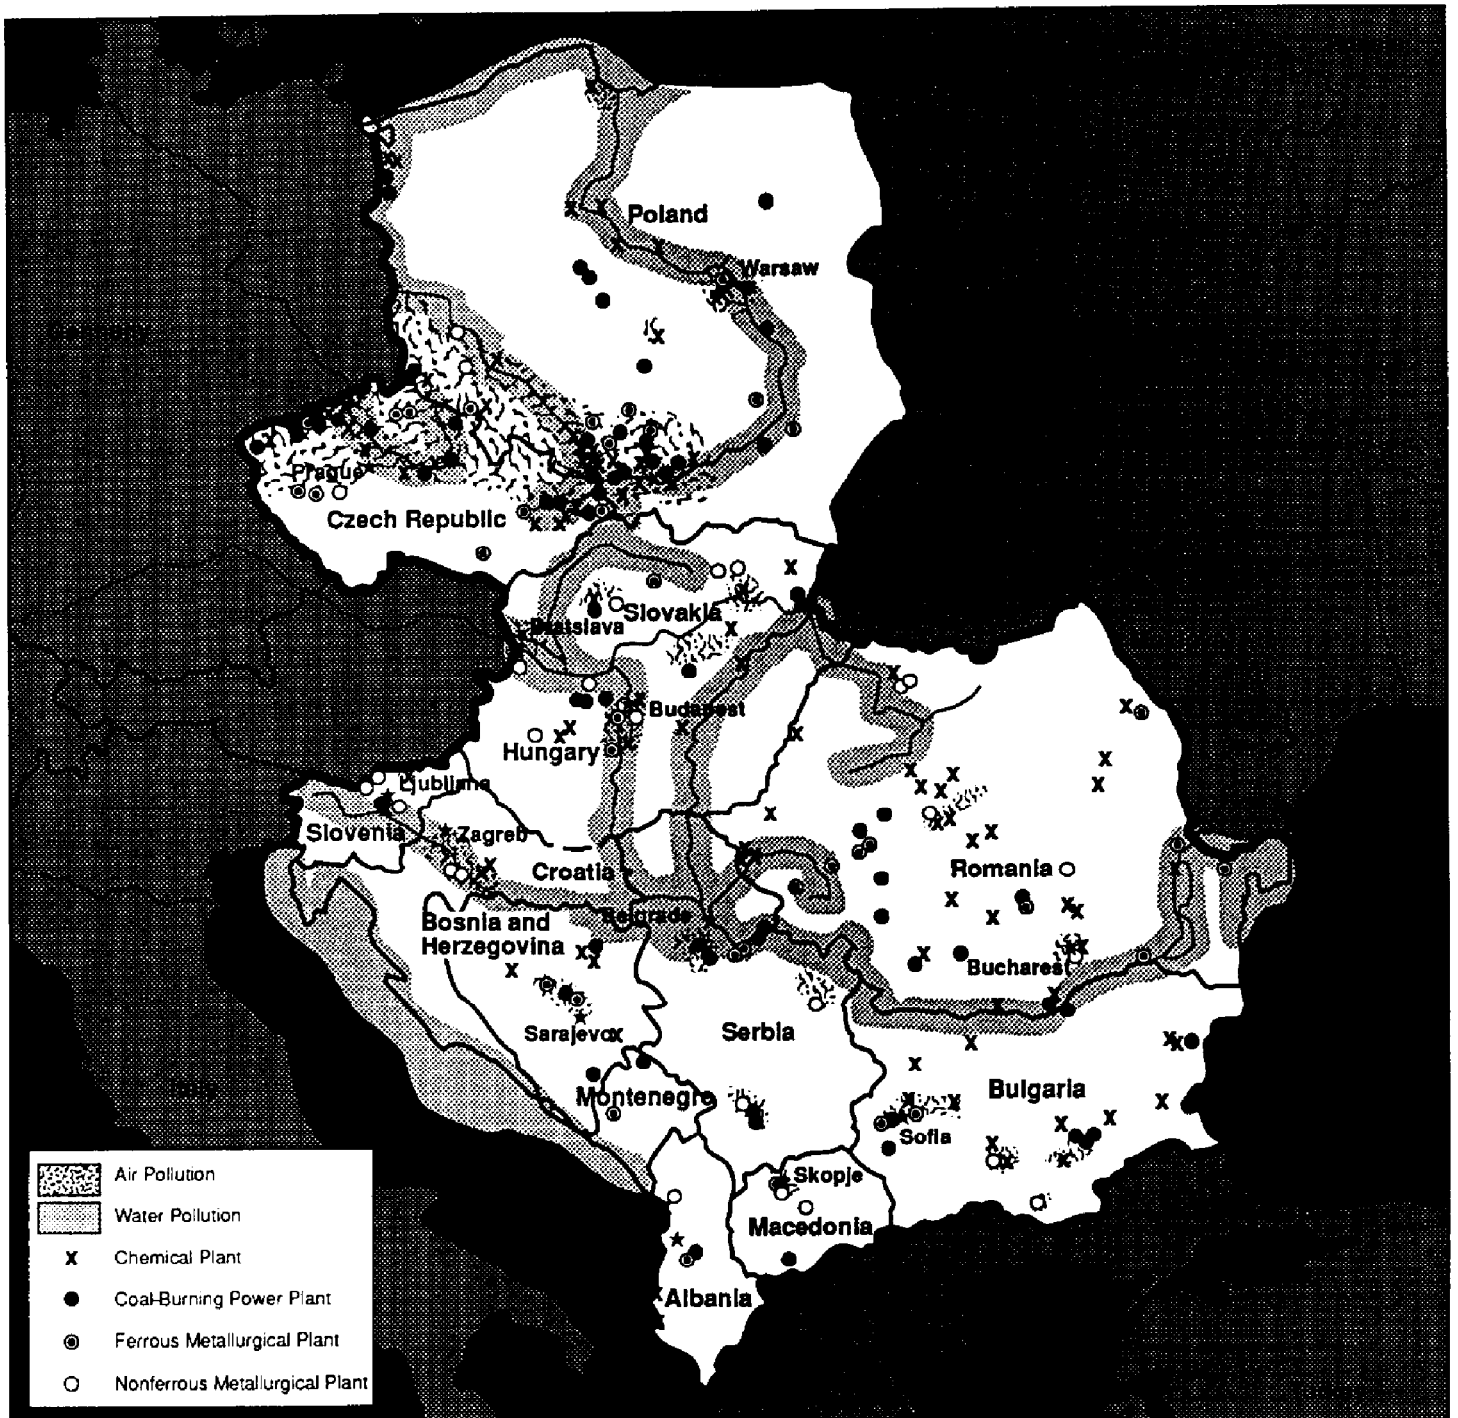 Poland
Warsaw
Germany
Prague
Czech Republic
Slovakia
Bratislava
Budapest
Hungary
Ljubljana
Slovenia
Zagreb
Croatia
Romania
Belgrade
Bosnia and
Herzegovina
Bucharest
Sarajevo
Serbia
Italy
Montenegro
Bulgaria
Sofia
Skopje
Macedonia
Albania
Air Pollution
Water Pollution
x Chemical Plant
Coal-Burning Power Plant
Ferrous Metallurgical Plant
Nonferrous Metallurgical Plant